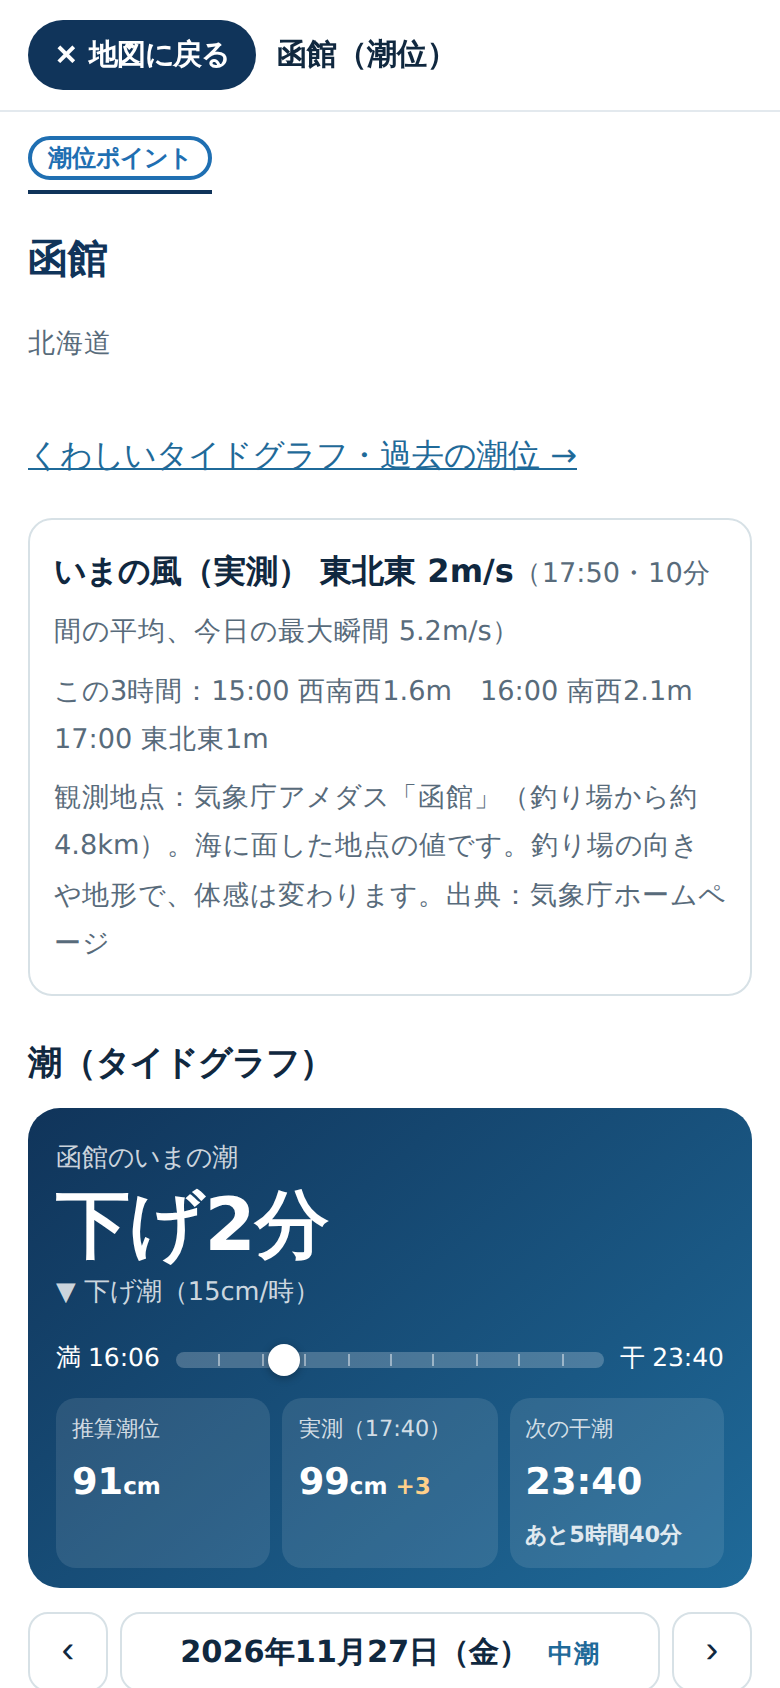 × 地図に戻る 函館（潮位）
潮位ポイント
函館
北海道
くわしいタイドグラフ・過去の潮位 →
いまの風（実測） 東北東 2m/s（17:50・10分
間の平均、今日の最大瞬間 5.2m/s）
この3時間：15:00 西南西1.6m　16:00 南西2.1m
17:00 東北東1m
観測地点：気象庁アメダス「函館」（釣り場から約
4.8km）。海に面した地点の値です。釣り場の向き
や地形で、体感は変わります。出典：気象庁ホームペ
ージ
潮（タイドグラフ）
函館のいまの潮
下げ2分
▼ 下げ潮（15cm/時）
満 16:06 干 23:40
推算潮位 実測（17:40） 次の干潮
91cm 99cm +3 23:40
あと5時間40分
‹ 2026年11月27日（金） 中潮 ›